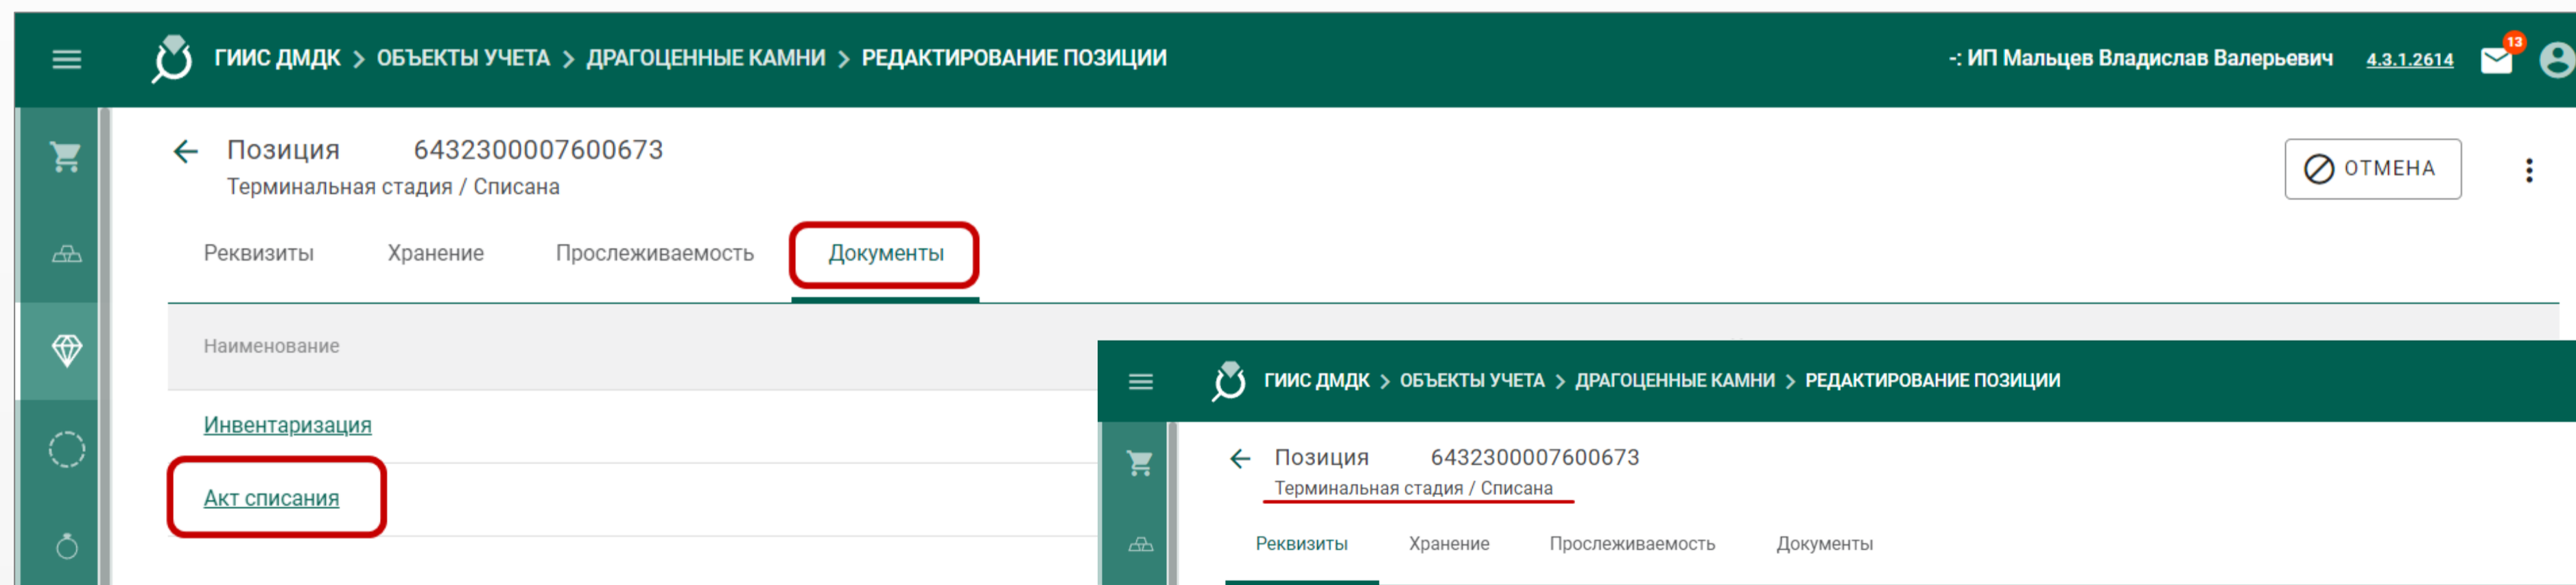 ГИИС ДМДК > ОБЪЕКТЫ УЧЕТА > ДРАГОЦЕННЫЕ КАМНИ > РЕДАКТИРОВАНИЕ ПОЗИЦИИ
-: ИП Мальцев Владислав Валерьевич 4.3.1.2614 13
Позиция 6432300007600673
Терминальная стадия / Списана
ОТМЕНА
Реквизиты Хранение Прослеживаемость Документы
Наименование
Инвентаризация
Акт списания
ГИИС ДМДК > ОБЪЕКТЫ УЧЕТА > ДРАГОЦЕННЫЕ КАМНИ > РЕДАКТИРОВАНИЕ ПОЗИЦИИ
Позиция 6432300007600673
Терминальная стадия / Списана
Реквизиты Хранение Прослеживаемость Документы